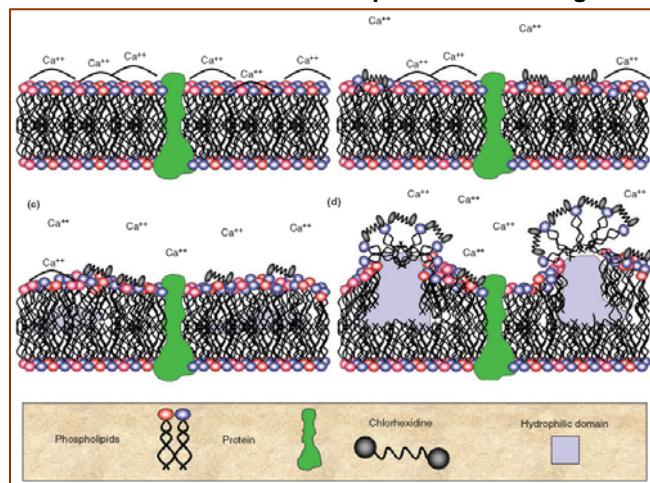 Ca++ Ca++ Ca++ Ca++ Ca++ Ca++
Ca++ Ca++ Ca++ Ca++
(c)
Ca++ Ca++ Ca++ Ca++ Ca++ Ca++
(d)
Ca++ Ca++ Ca++ Ca++
Phospholipids Protein Chlorhexidine Hydrophilic domain